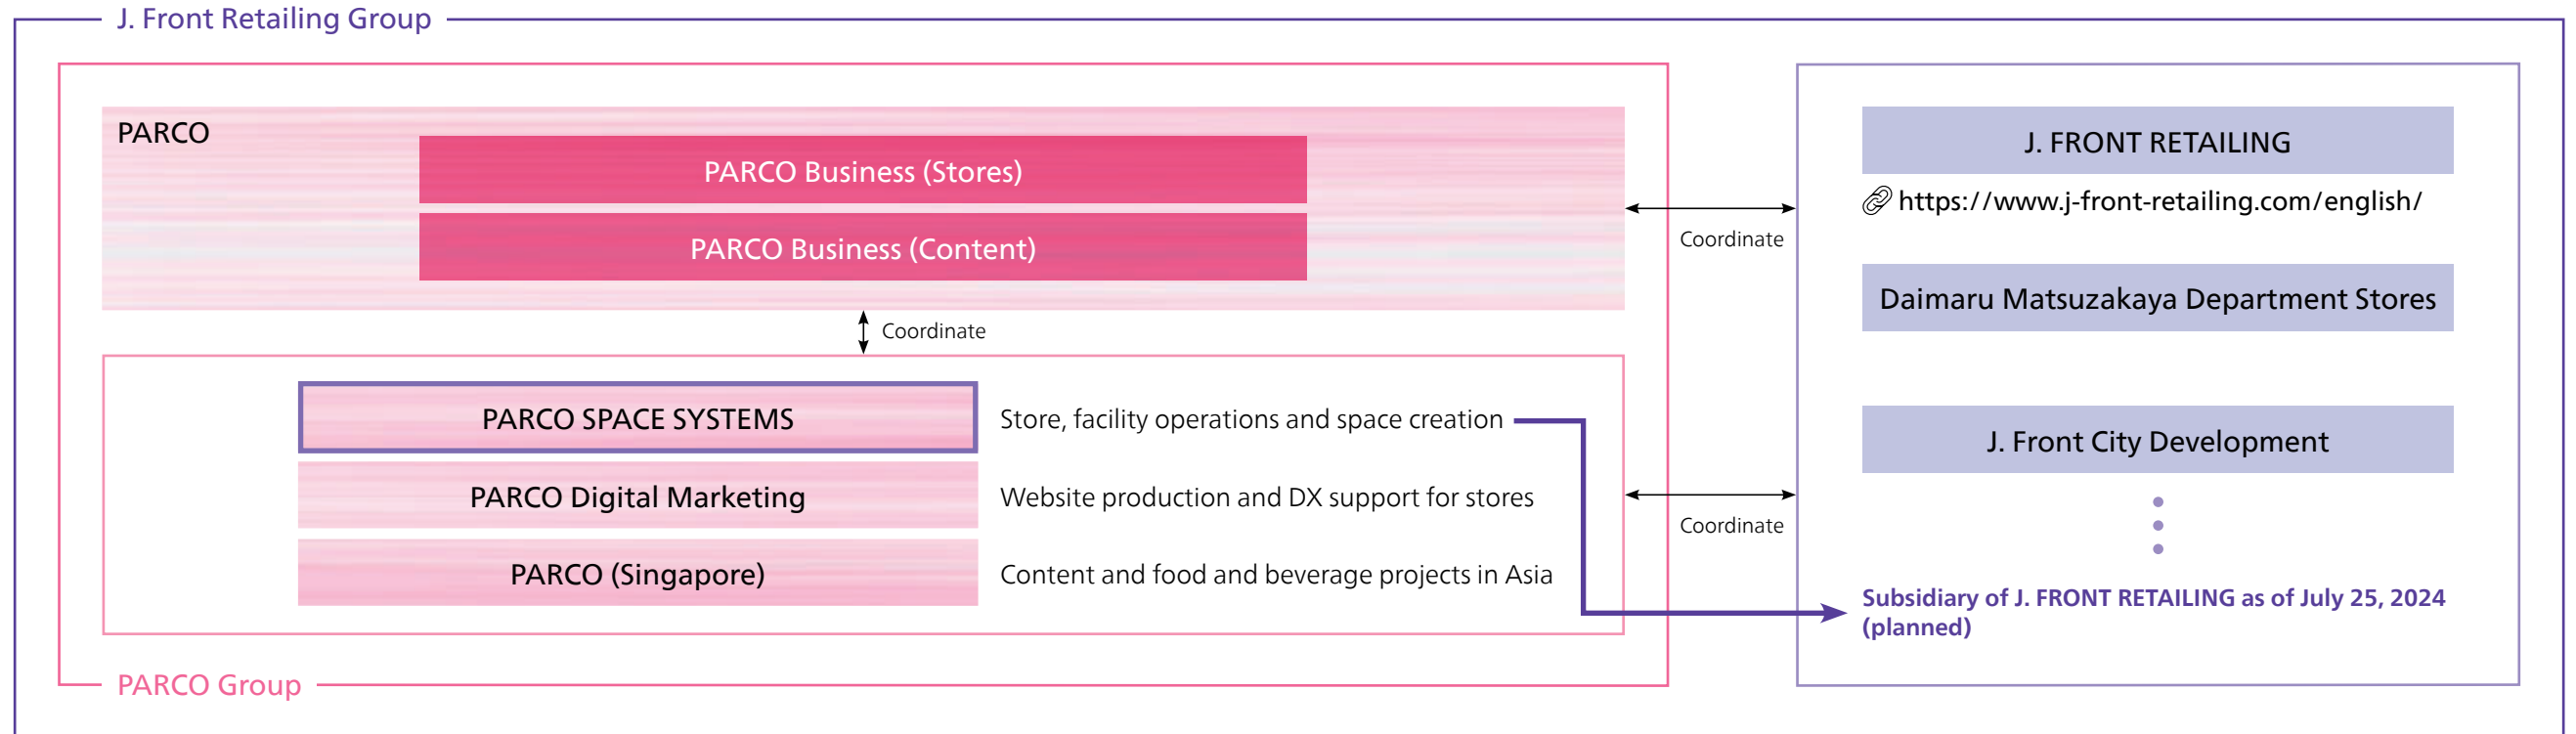 J. Front Retailing Group
PARCO
PARCO Business (Stores)
PARCO Business (Content)
Coordinate
PARCO SPACE SYSTEMS
Store, facility operations and space creation
PARCO Digital Marketing
Website production and DX support for stores
PARCO (Singapore)
Content and food and beverage projects in Asia
PARCO Group
Coordinate
Coordinate
J. FRONT RETAILING
https://www.j-front-retailing.com/english/
Daimaru Matsuzakaya Department Stores
J. Front City Development
Subsidiary of J. FRONT RETAILING as of July 25, 2024
(planned)